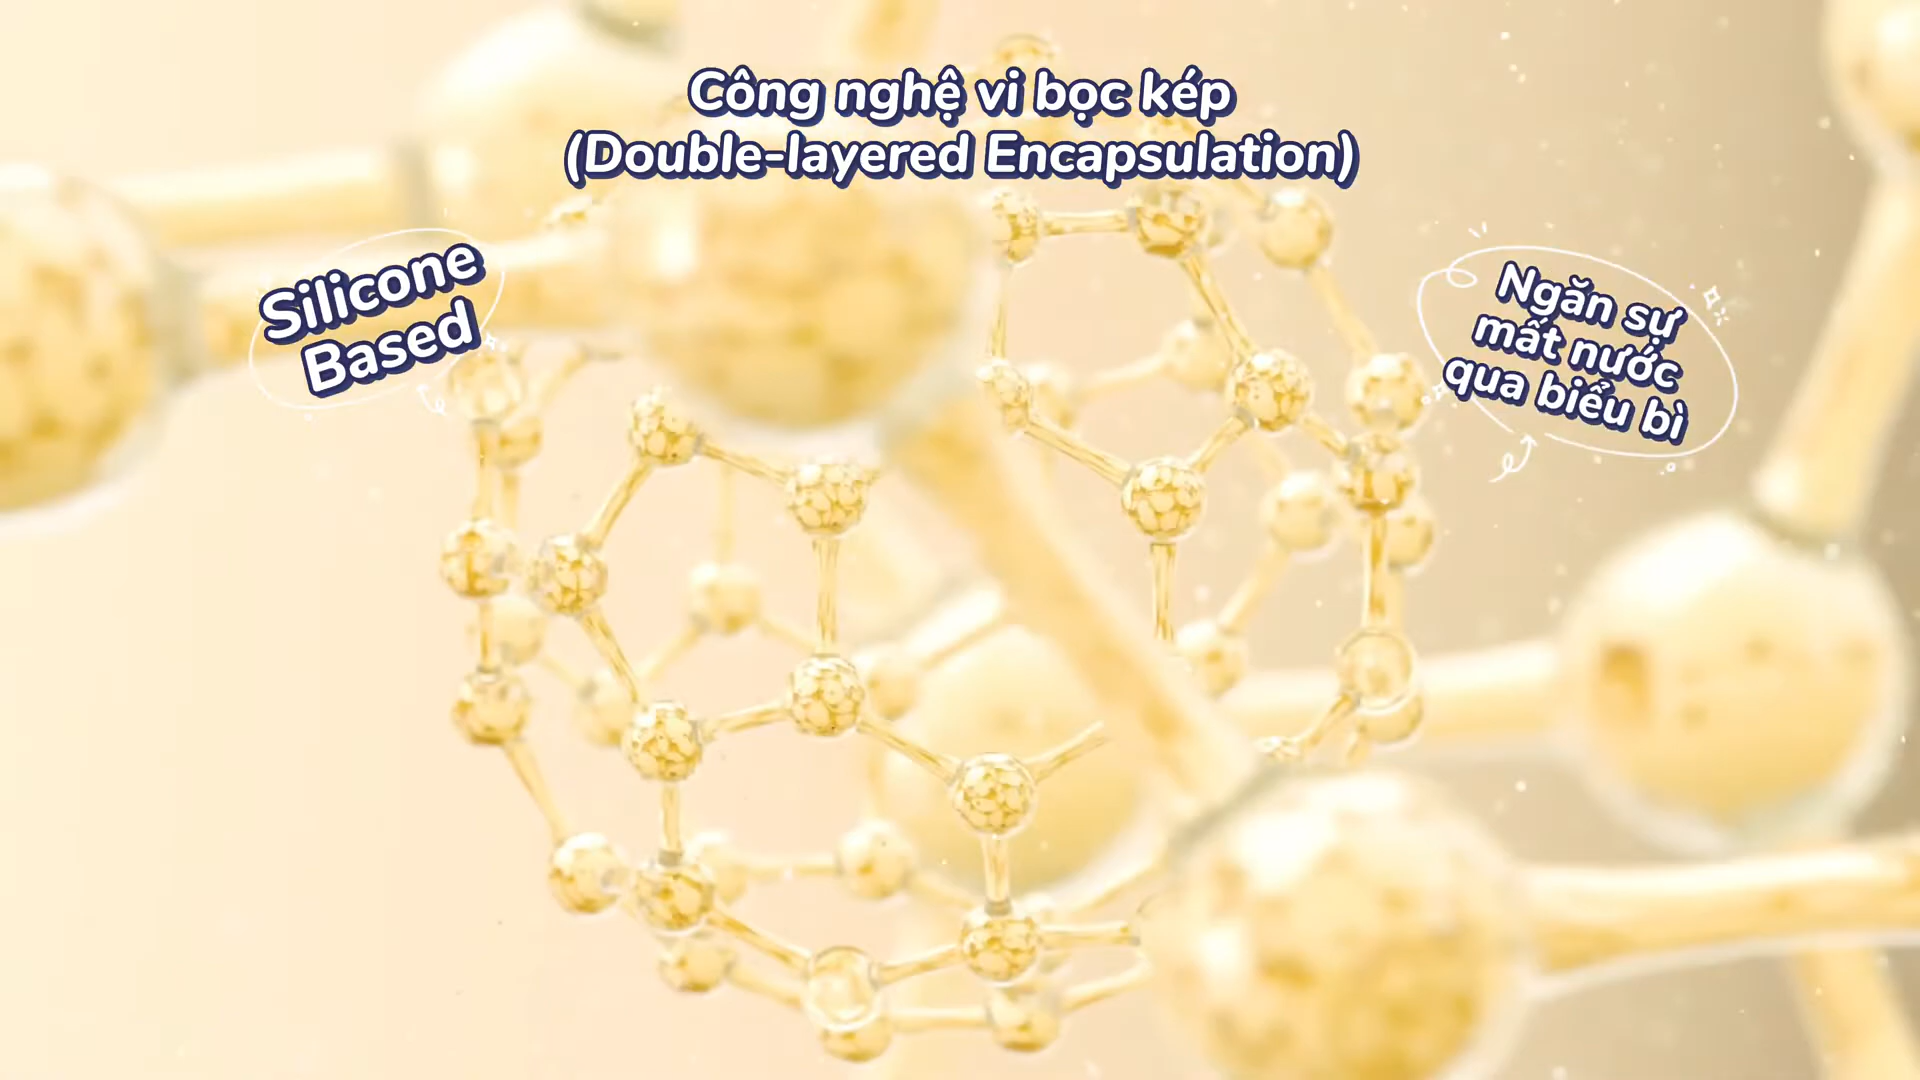 Công nghệ vi bọc kép
(Double-layered Encapsulation)
Silicone
Based
Ngăn sự
mất nước
qua biểu bì